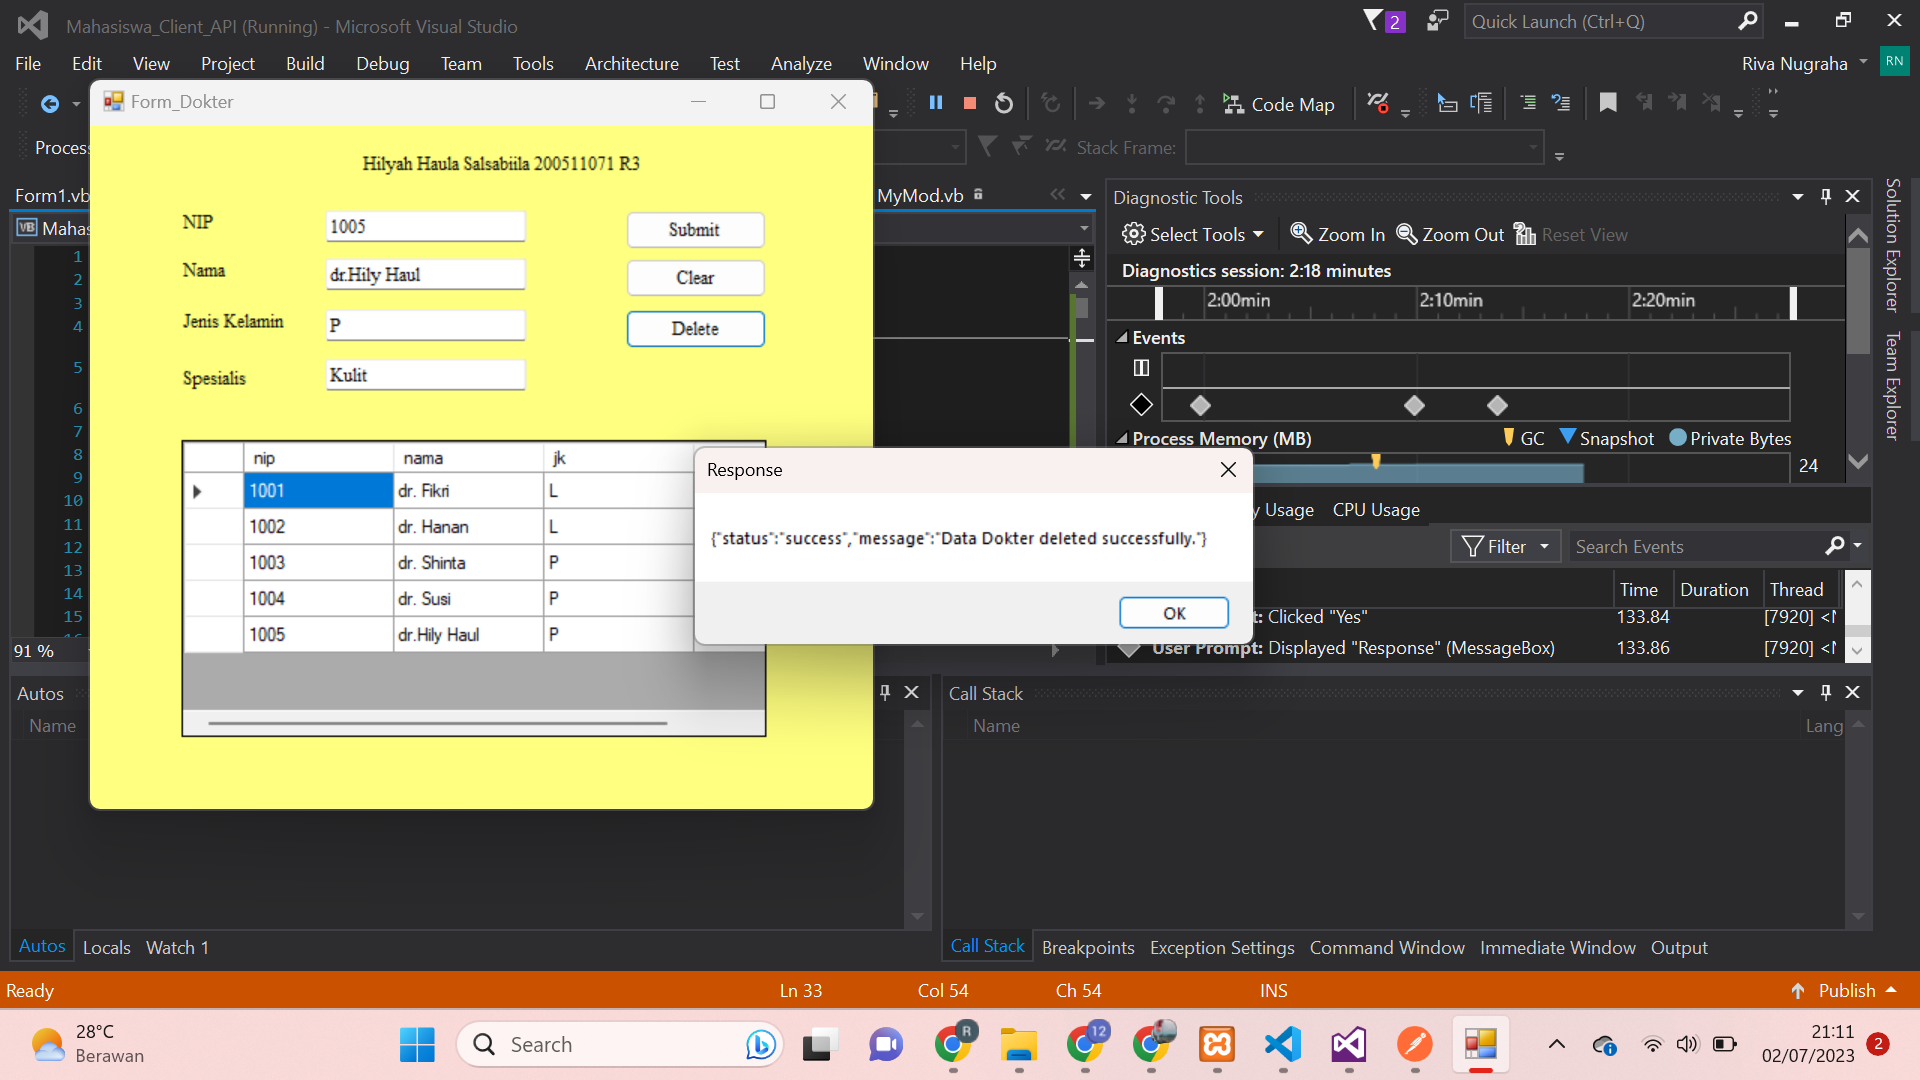 Mahasiswa_Client_API (Running) - Microsoft Visual Studio
2
Quick Launch (Ctrl+Q)
File Edit View Project Build Debug Team Tools Architecture Test Analyze Window Help
Riva Nugraha
RN
Form_Dokter
Code Map
Process
Stack Frame:
Hilyah Haula Salsabiila 200511071 R3
Form1.vb
MyMod.vb
Diagnostic Tools
VB Mahas
NIP
1005
Submit
Nama
dr.Hily Haul
Clear
Jenis Kelamin
P
Delete
Spesialis
Kulit
nip nama jk
1001 dr. Fikri L
1002 dr. Hanan L
1003 dr. Shinta P
1004 dr. Susi P
1005 dr.Hily Haul P
1
2
3
4
5
6
7
8
9
10
11
12
13
14
15
16
91 %
Select Tools
Zoom In
Zoom Out
Reset View
Diagnostics session: 2:18 minutes
2:00min 2:10min 2:20min
Events
Process Memory (MB)
GC Snapshot Private Bytes
24
Response
{"status":"success","message":"Data Dokter deleted successfully."}
OK
y Usage
CPU Usage
Filter
Search Events
Time Duration Thread
t: Clicked "Yes" 133.84 [7920] <
User Prompt: Displayed "Response" (MessageBox) 133.86 [7920] <
Solution Explorer
Team Explorer
Autos
Name
Call Stack
Name
Lang
Autos Locals Watch 1
Call Stack Breakpoints Exception Settings Command Window Immediate Window Output
Ready
Ln 33
Col 54
Ch 54
INS
Publish
28°C
Berawan
Search
R
12
21:11
02/07/2023
2